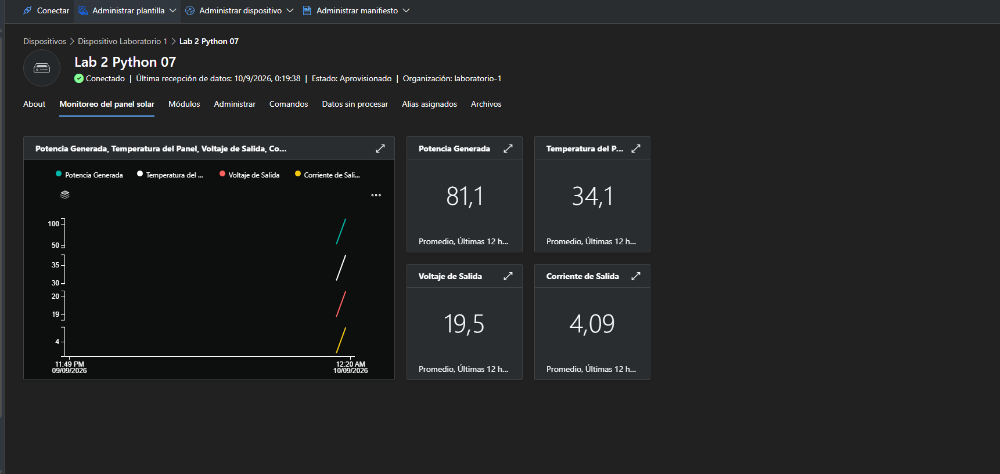 Conectar Administrar plantilla Administrar dispositivo Administrar manifiesto
Dispositivos Dispositivo Laboratorio 1 Lab 2 Python 07
Lab 2 Python 07
Conectado | Última recepción de datos: 10/9/2026, 0:19:38 | Estado: Aprovisionado | Organización: laboratorio-1
About Monitoreo del panel solar Módulos Administrar Comandos Datos sin procesar Alias asignados Archivos
Potencia Generada, Temperatura del Panel, Voltaje de Salida, Co...
Potencia Generada Temperatura del ... Voltaje de Salida Corriente de Sali...
100
50
35
30
20
19
4
11:49 PM
09/09/2026
12:20 AM
10/09/2026
Potencia Generada
81,1
Promedio, Últimas 12 h...
Temperatura del P...
34,1
Promedio, Últimas 12 h...
Voltaje de Salida
19,5
Promedio, Últimas 12 h...
Corriente de Salida
4,09
Promedio, Últimas 12 h...